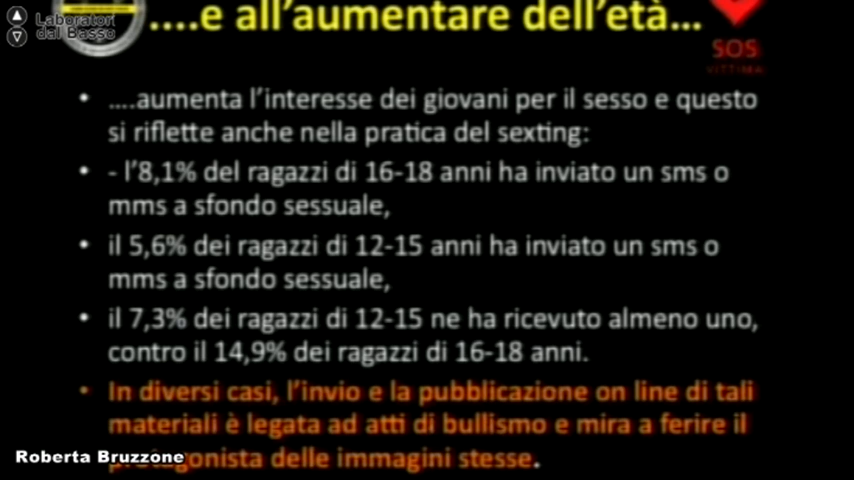 Laboratori
dal Basso
....e all'aumentare dell'età...
SOS
VITTIMA
• ....aumenta l'interesse dei giovani per il sesso e questo
si riflette anche nella pratica del sexting:
• - l'8,1% del ragazzi di 16-18 anni ha inviato un sms o
mms a sfondo sessuale,
• il 5,6% dei ragazzi di 12-15 anni ha inviato un sms o
mms a sfondo sessuale,
• il 7,3% dei ragazzi di 12-15 ne ha ricevuto almeno uno,
contro il 14,9% dei ragazzi di 16-18 anni.
• In diversi casi, l'invio e la pubblicazione on line di tali
materiali è legata ad atti di bullismo e mira a ferire il
protagonista delle immagini stesse.
Roberta Bruzzone